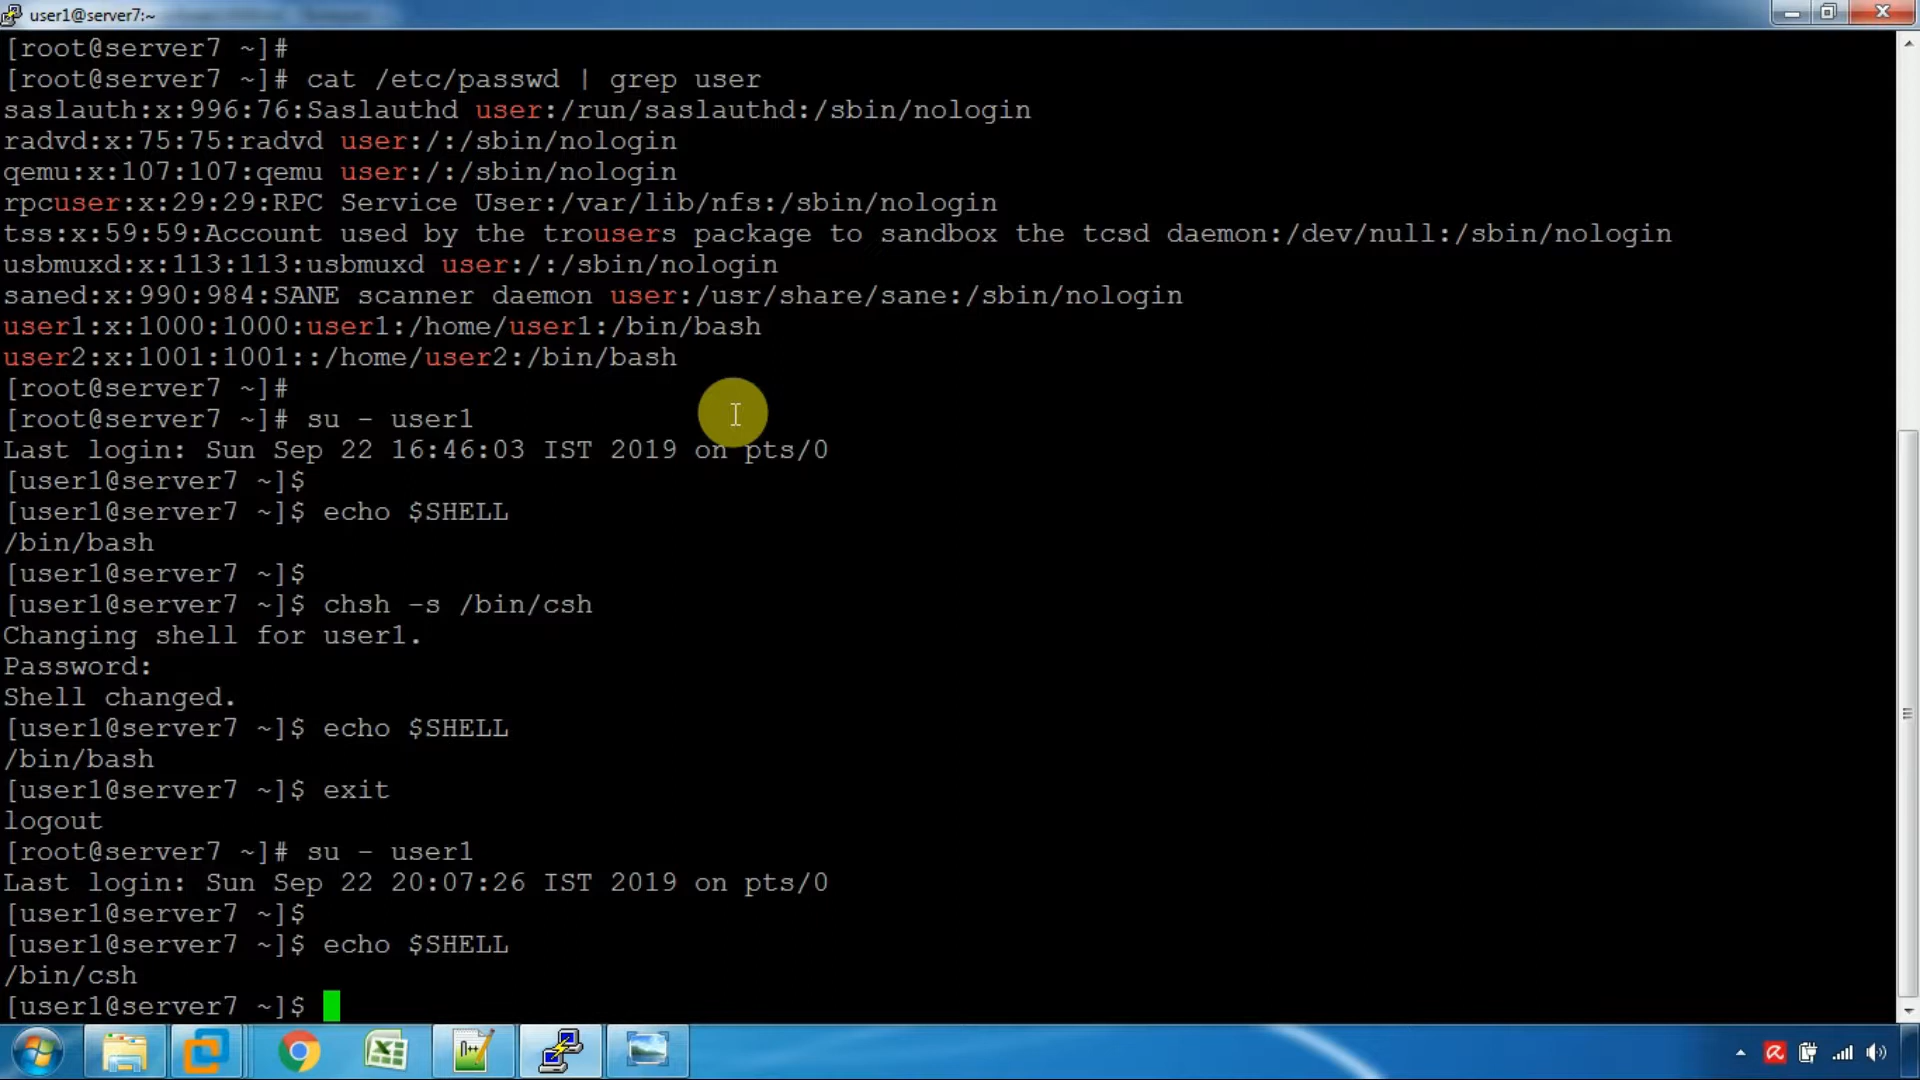 user1@server7:~
[root@server7 ~]#
[root@server7 ~]# cat /etc/passwd | grep user
saslauth:x:996:76:Saslauthd user:/run/saslauthd:/sbin/nologin
radvd:x:75:75:radvd user:/:/sbin/nologin
qemu:x:107:107:qemu user:/:/sbin/nologin
rpcuser:x:29:29:RPC Service User:/var/lib/nfs:/sbin/nologin
tss:x:59:59:Account used by the trousers package to sandbox the tcsd daemon:/dev/null:/sbin/nologin
usbmuxd:x:113:113:usbmuxd user:/:/sbin/nologin
saned:x:990:984:SANE scanner daemon user:/usr/share/sane:/sbin/nologin
user1:x:1000:1000:user1:/home/user1:/bin/bash
user2:x:1001:1001::/home/user2:/bin/bash
[root@server7 ~]#
[root@server7 ~]# su - user1
Last login: Sun Sep 22 16:46:03 IST 2019 on pts/0
[user1@server7 ~]$
[user1@server7 ~]$ echo $SHELL
/bin/bash
[user1@server7 ~]$
[user1@server7 ~]$ chsh -s /bin/csh
Changing shell for user1.
Password:
Shell changed.
[user1@server7 ~]$ echo $SHELL
/bin/bash
[user1@server7 ~]$ exit
logout
[root@server7 ~]# su - user1
Last login: Sun Sep 22 20:07:26 IST 2019 on pts/0
[user1@server7 ~]$
[user1@server7 ~]$ echo $SHELL
/bin/csh
[user1@server7 ~]$